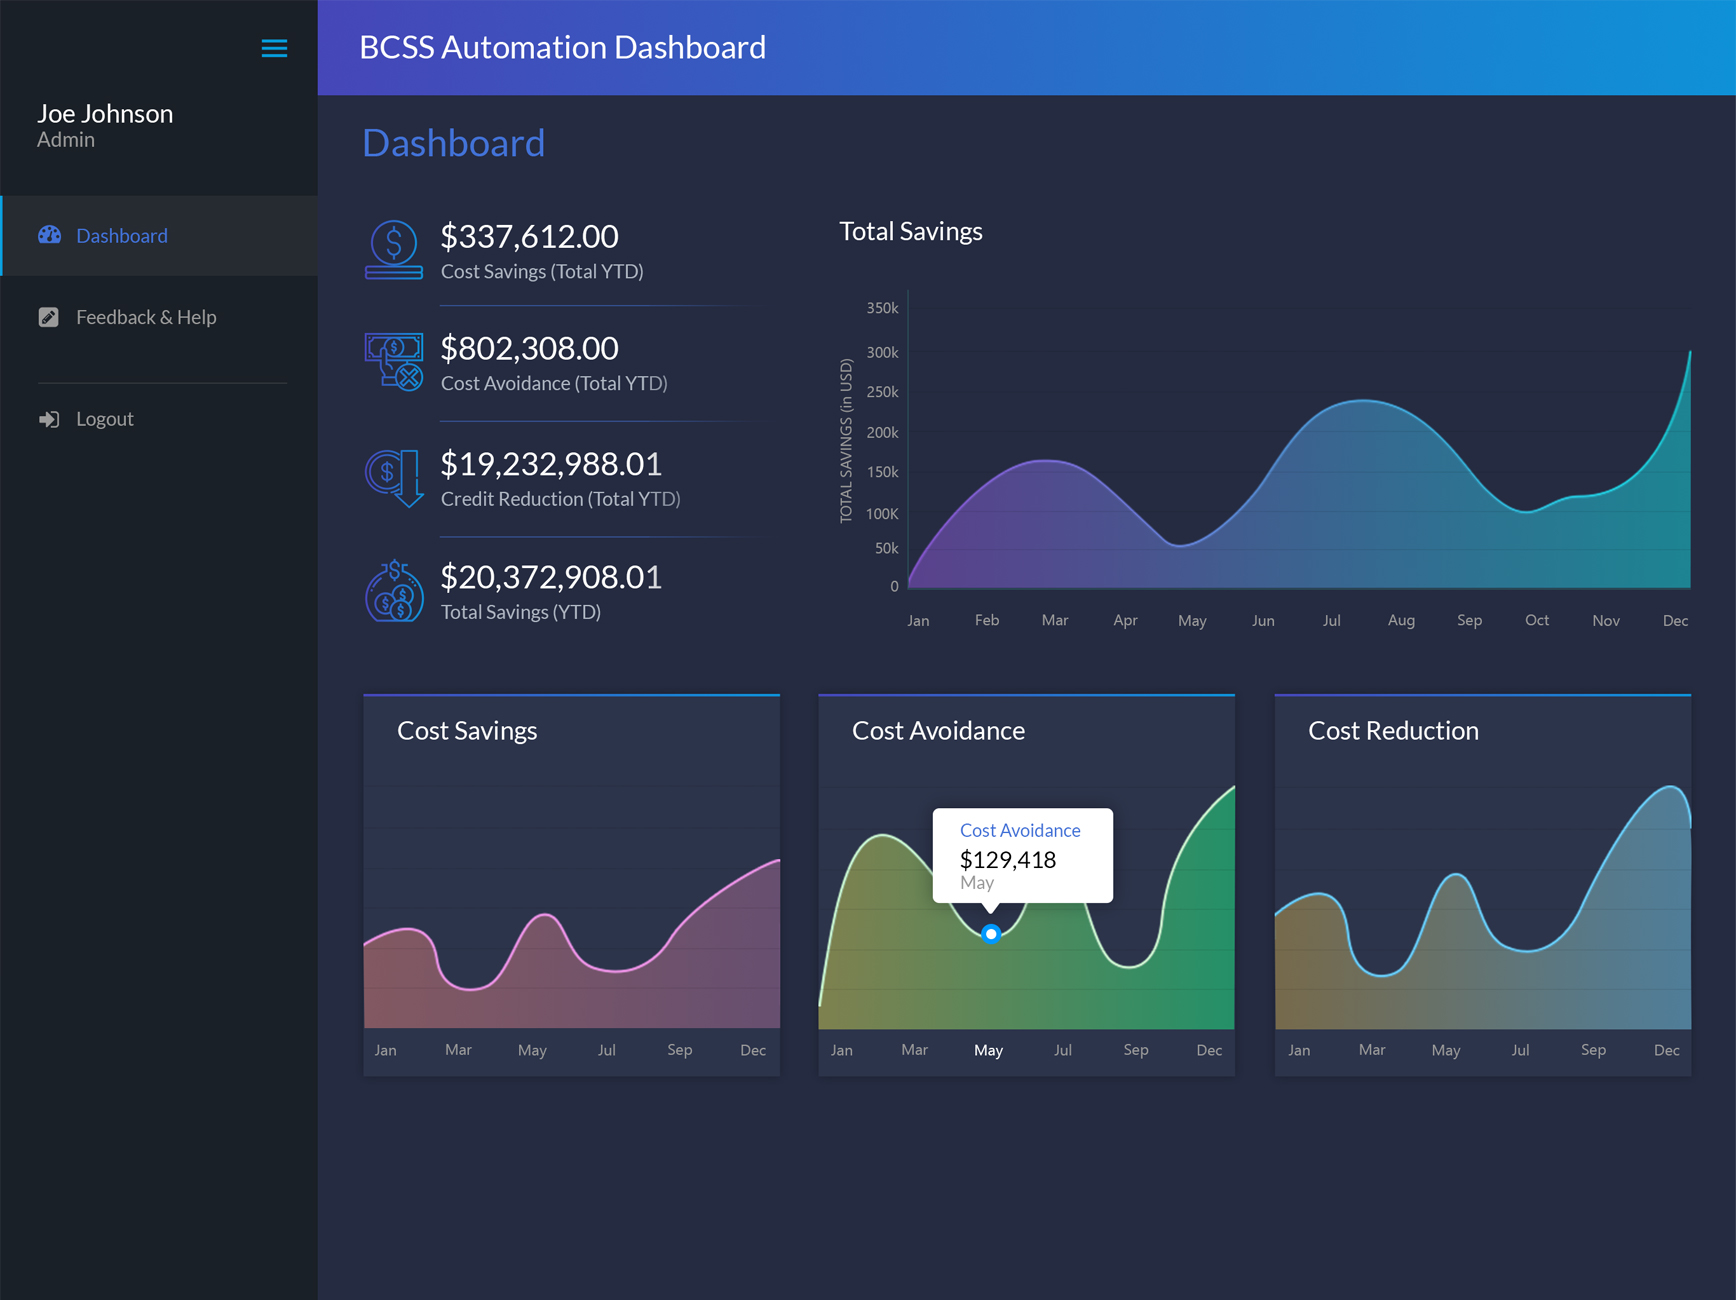 BCSS Automation Dashboard
Joe Johnson
Admin
Dashboard
Feedback & Help
Logout
Dashboard
$337,612.00
Cost Savings (Total YTD)
$802,308.00
Cost Avoidance (Total YTD)
$19,232,988.01
Credit Reduction (Total YTD)
$20,372,908.01
Total Savings (YTD)
Total Savings
TOTAL SAVINGS (in USD)
350k
300k
250k
200k
150k
100K
50k
0
Jan Feb Mar Apr May Jun Jul Aug Sep Oct Nov Dec
Cost Savings
Jan Mar May Jul Sep Dec
Cost Avoidance
Cost Avoidance
$129,418
May
Jan Mar May Jul Sep Dec
Cost Reduction
Jan Mar May Jul Sep Dec